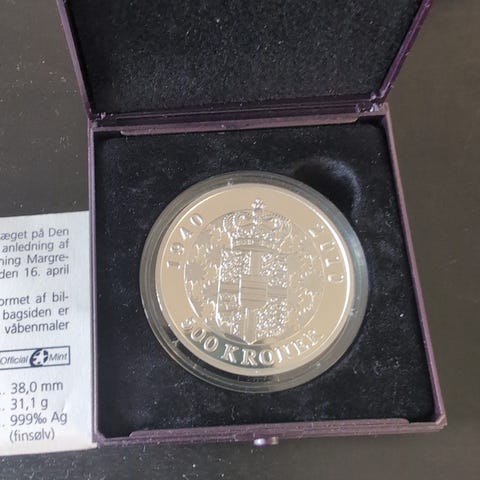 æget på Den
anledning af
ning Margre-
den 16. april
ormet af bil-
bagsiden er
våbenmaler
Official Mint
.. 38,0 mm
.. 31,1 g
.. 999‰ Ag
(finsølv)
1940 2010
500 KRONER